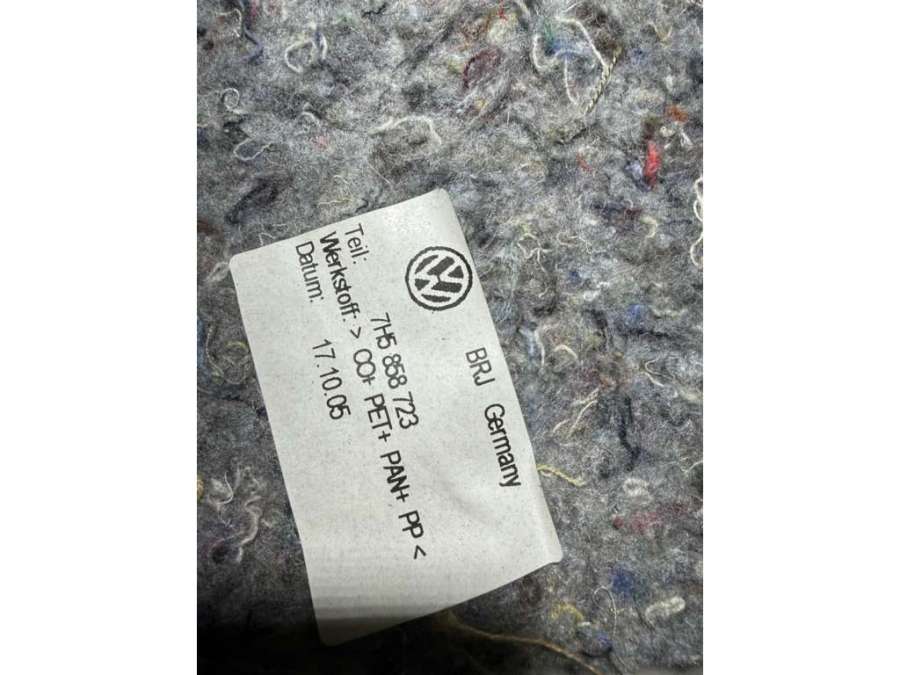 BRJ Germany
Teil: 7H5 858 723
Werkstoff: > CO+ PET+ PAN+ PP <
Datum: 17.10.05